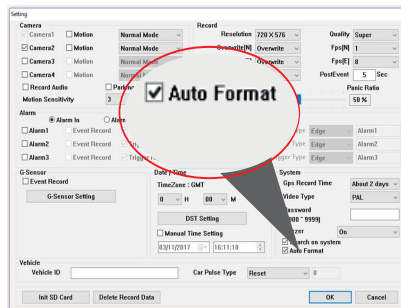 Setting
Camera
Camera1 Motion Normal Mode
Camera2 Motion Normal Mode
Camera3 Motion Normal Mode
Camera4 Motion
Record Audio
Motion Sensitivity 3
Record
Resolution 720 X 576 Quality Super
Overwrite[N] Overwrite Fps[N] 1
Overwrite Fps[E] 8
PostEvent 5 Sec
Panic Ratio
50 %
Auto Format
Alarm
Alarm In
Alarm1 Event Record Type Edge Alarm1
Alarm2 Event Record Type Edge Alarm2
Alarm3 Event Record Trigger Type Edge Alarm3
G-Sensor
Event Record
G-Sensor Setting
Date / Time
TimeZone : GMT
0 H 00 M
DST Setting
Manual Time Setting
03/11/2017 16:11:18
System
Gps Record Time About 2 days
Video Type PAL
Password
9999]
On
Search on system
Auto Format
Vehicle
Vehicle ID Car Pulse Type Reset 0
Init SD Card Delete Record Data OK Cancel